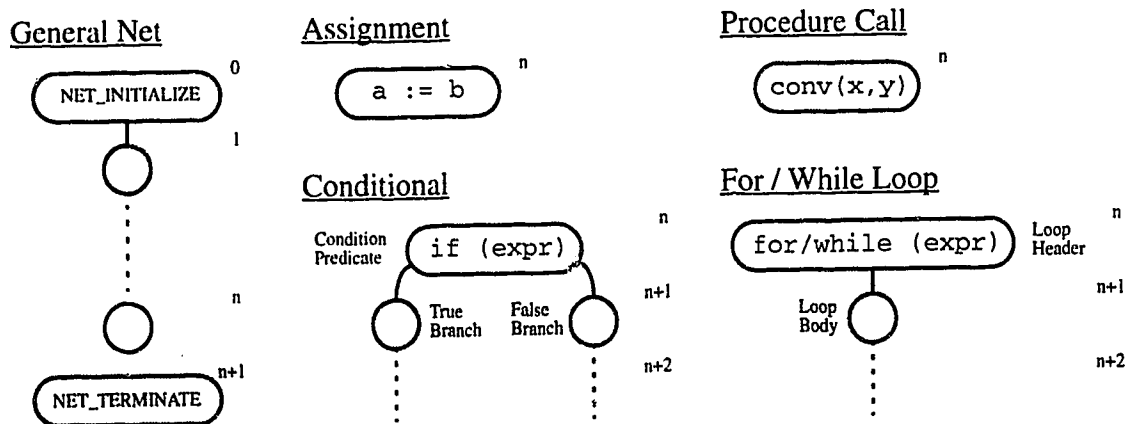 General Net
0
NET_INITIALIZE
1
n
n+1
NET_TERMINATE
Assignment
n
a := b
Procedure Call
n
conv(x,y)
Conditional
n
Condition
Predicate
if (expr)
n+1
True
Branch
False
Branch
n+2
For / While Loop
n
for/while (expr)
Loop
Header
n+1
Loop
Body
n+2